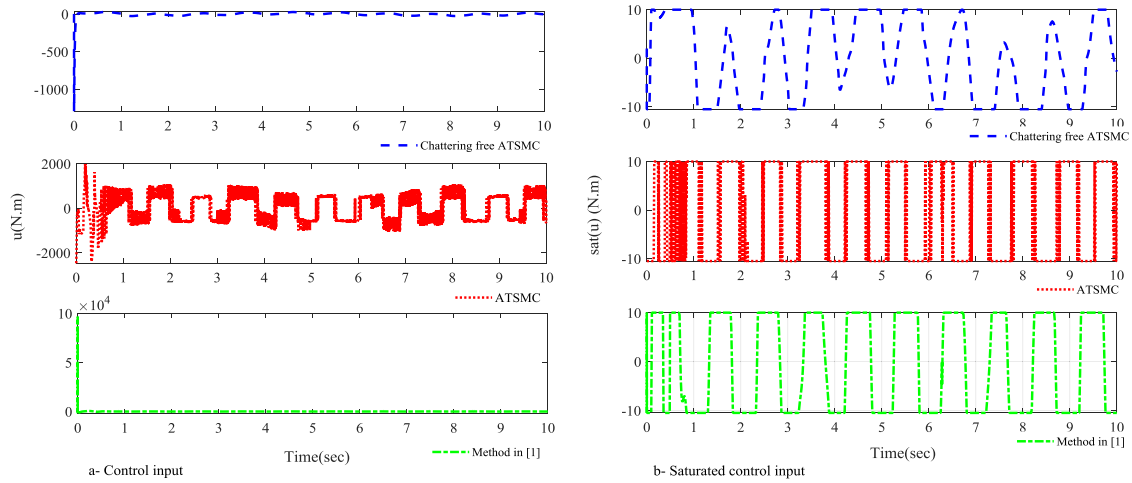 0
-500
-1000
0 1 2 3 4 5 6 7 8 9 10
Chattering free ATSMC
u(N.m)
2000
0
-2000
0 1 2 3 4 5 6 7 8 9 10
ATSMC
×10⁴
10
5
0
0 1 2 3 4 5 6 7 8 9 10
Time(sec)
Method in [1]
a- Control input
10
0
-10
0 1 2 3 4 5 6 7 8 9 10
Chattering free ATSMC
sat(u) (N.m)
10
0
-10
0 1 2 3 4 5 6 7 8 9 10
ATSMC
10
0
-10
0 1 2 3 4 5 6 7 8 9 10
Time(sec)
Method in [1]
b- Saturated control input